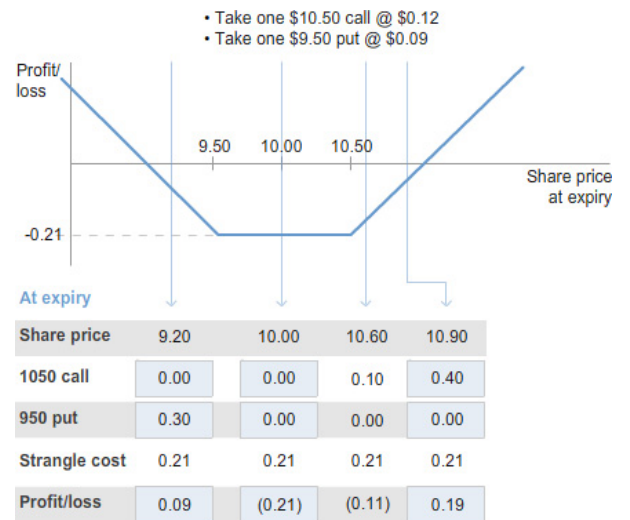 • Take one $10.50 call @ $0.12
• Take one $9.50 put @ $0.09
Profit/
loss
9.50 10.00 10.50
Share price
at expiry
-0.21
At expiry
Share price 9.20 10.00 10.60 10.90
1050 call 0.00 0.00 0.10 0.40
950 put 0.30 0.00 0.00 0.00
Strangle cost 0.21 0.21 0.21 0.21
Profit/loss 0.09 (0.21) (0.11) 0.19